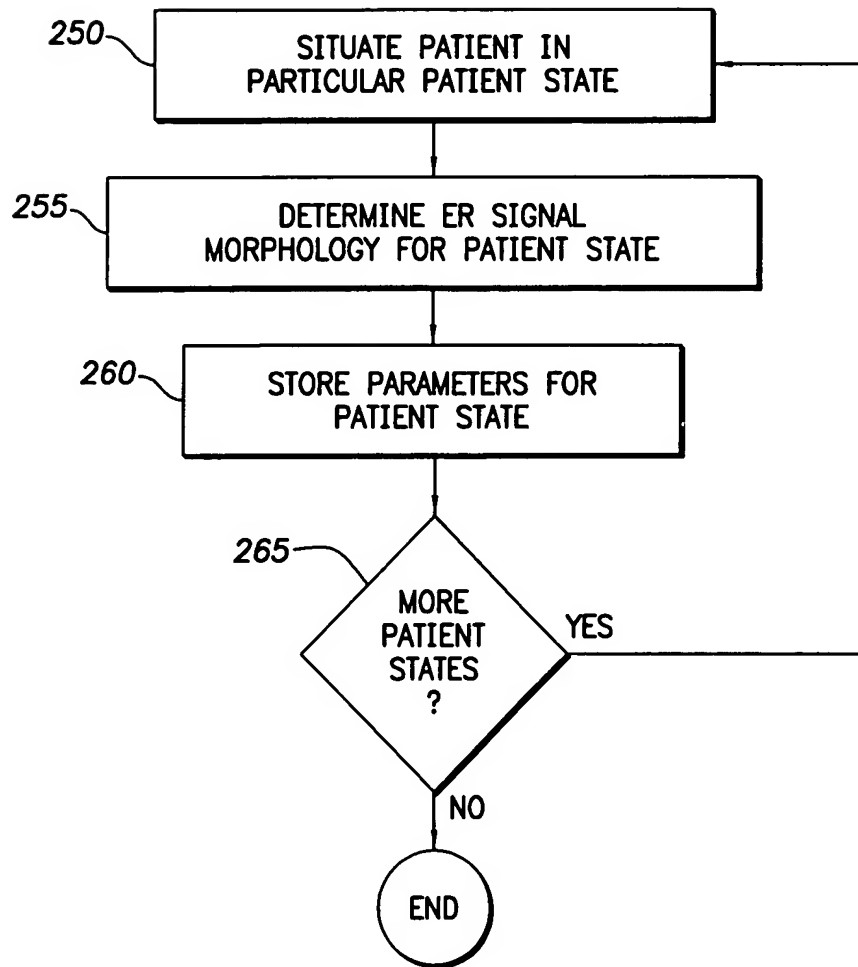 250
SITUATE PATIENT IN
PARTICULAR PATIENT STATE
255
DETERMINE ER SIGNAL
MORPHOLOGY FOR PATIENT STATE
260
STORE PARAMETERS FOR
PATIENT STATE
265
MORE
PATIENT
STATES
?
YES
NO
END